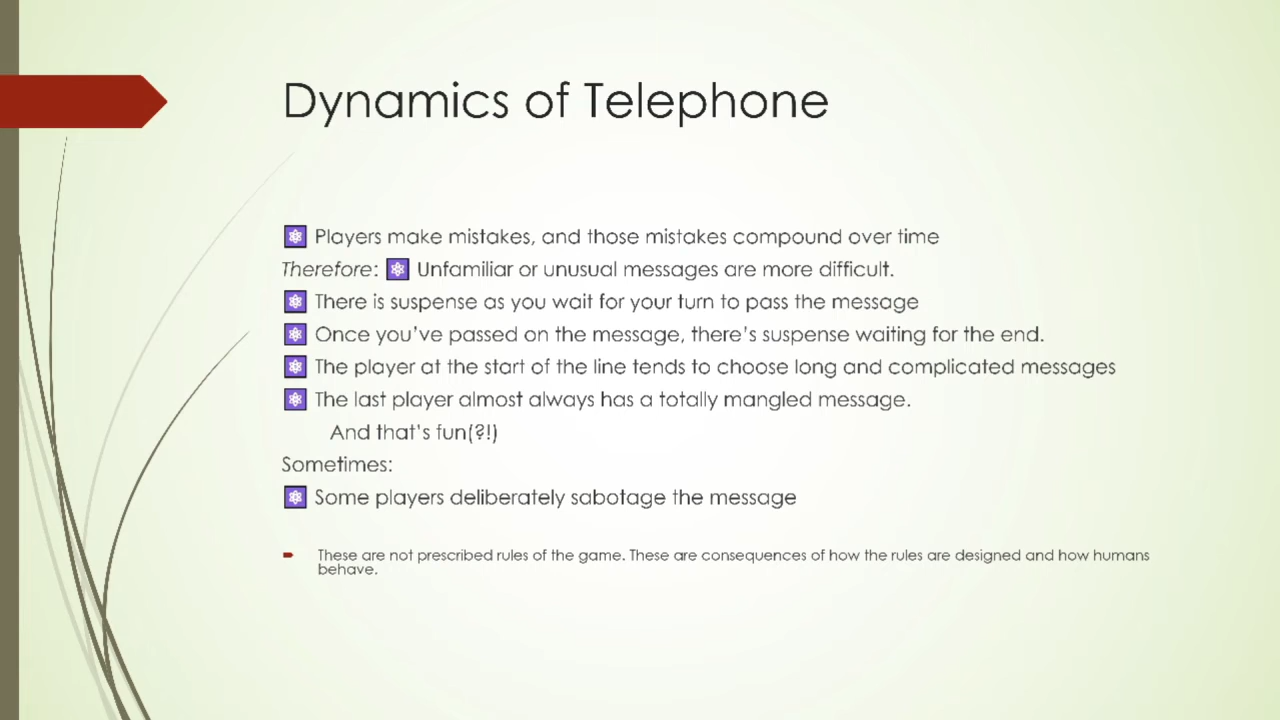 Dynamics of Telephone
⚛ Players make mistakes, and those mistakes compound over time
Therefore: ⚛ Unfamiliar or unusual messages are more difficult.
⚛ There is suspense as you wait for your turn to pass the message
⚛ Once you’ve passed on the message, there’s suspense waiting for the end.
⚛ The player at the start of the line tends to choose long and complicated messages
⚛ The last player almost always has a totally mangled message.
And that’s fun(?!)
Sometimes:
⚛ Some players deliberately sabotage the message
These are not prescribed rules of the game. These are consequences of how the rules are designed and how humans
behave.